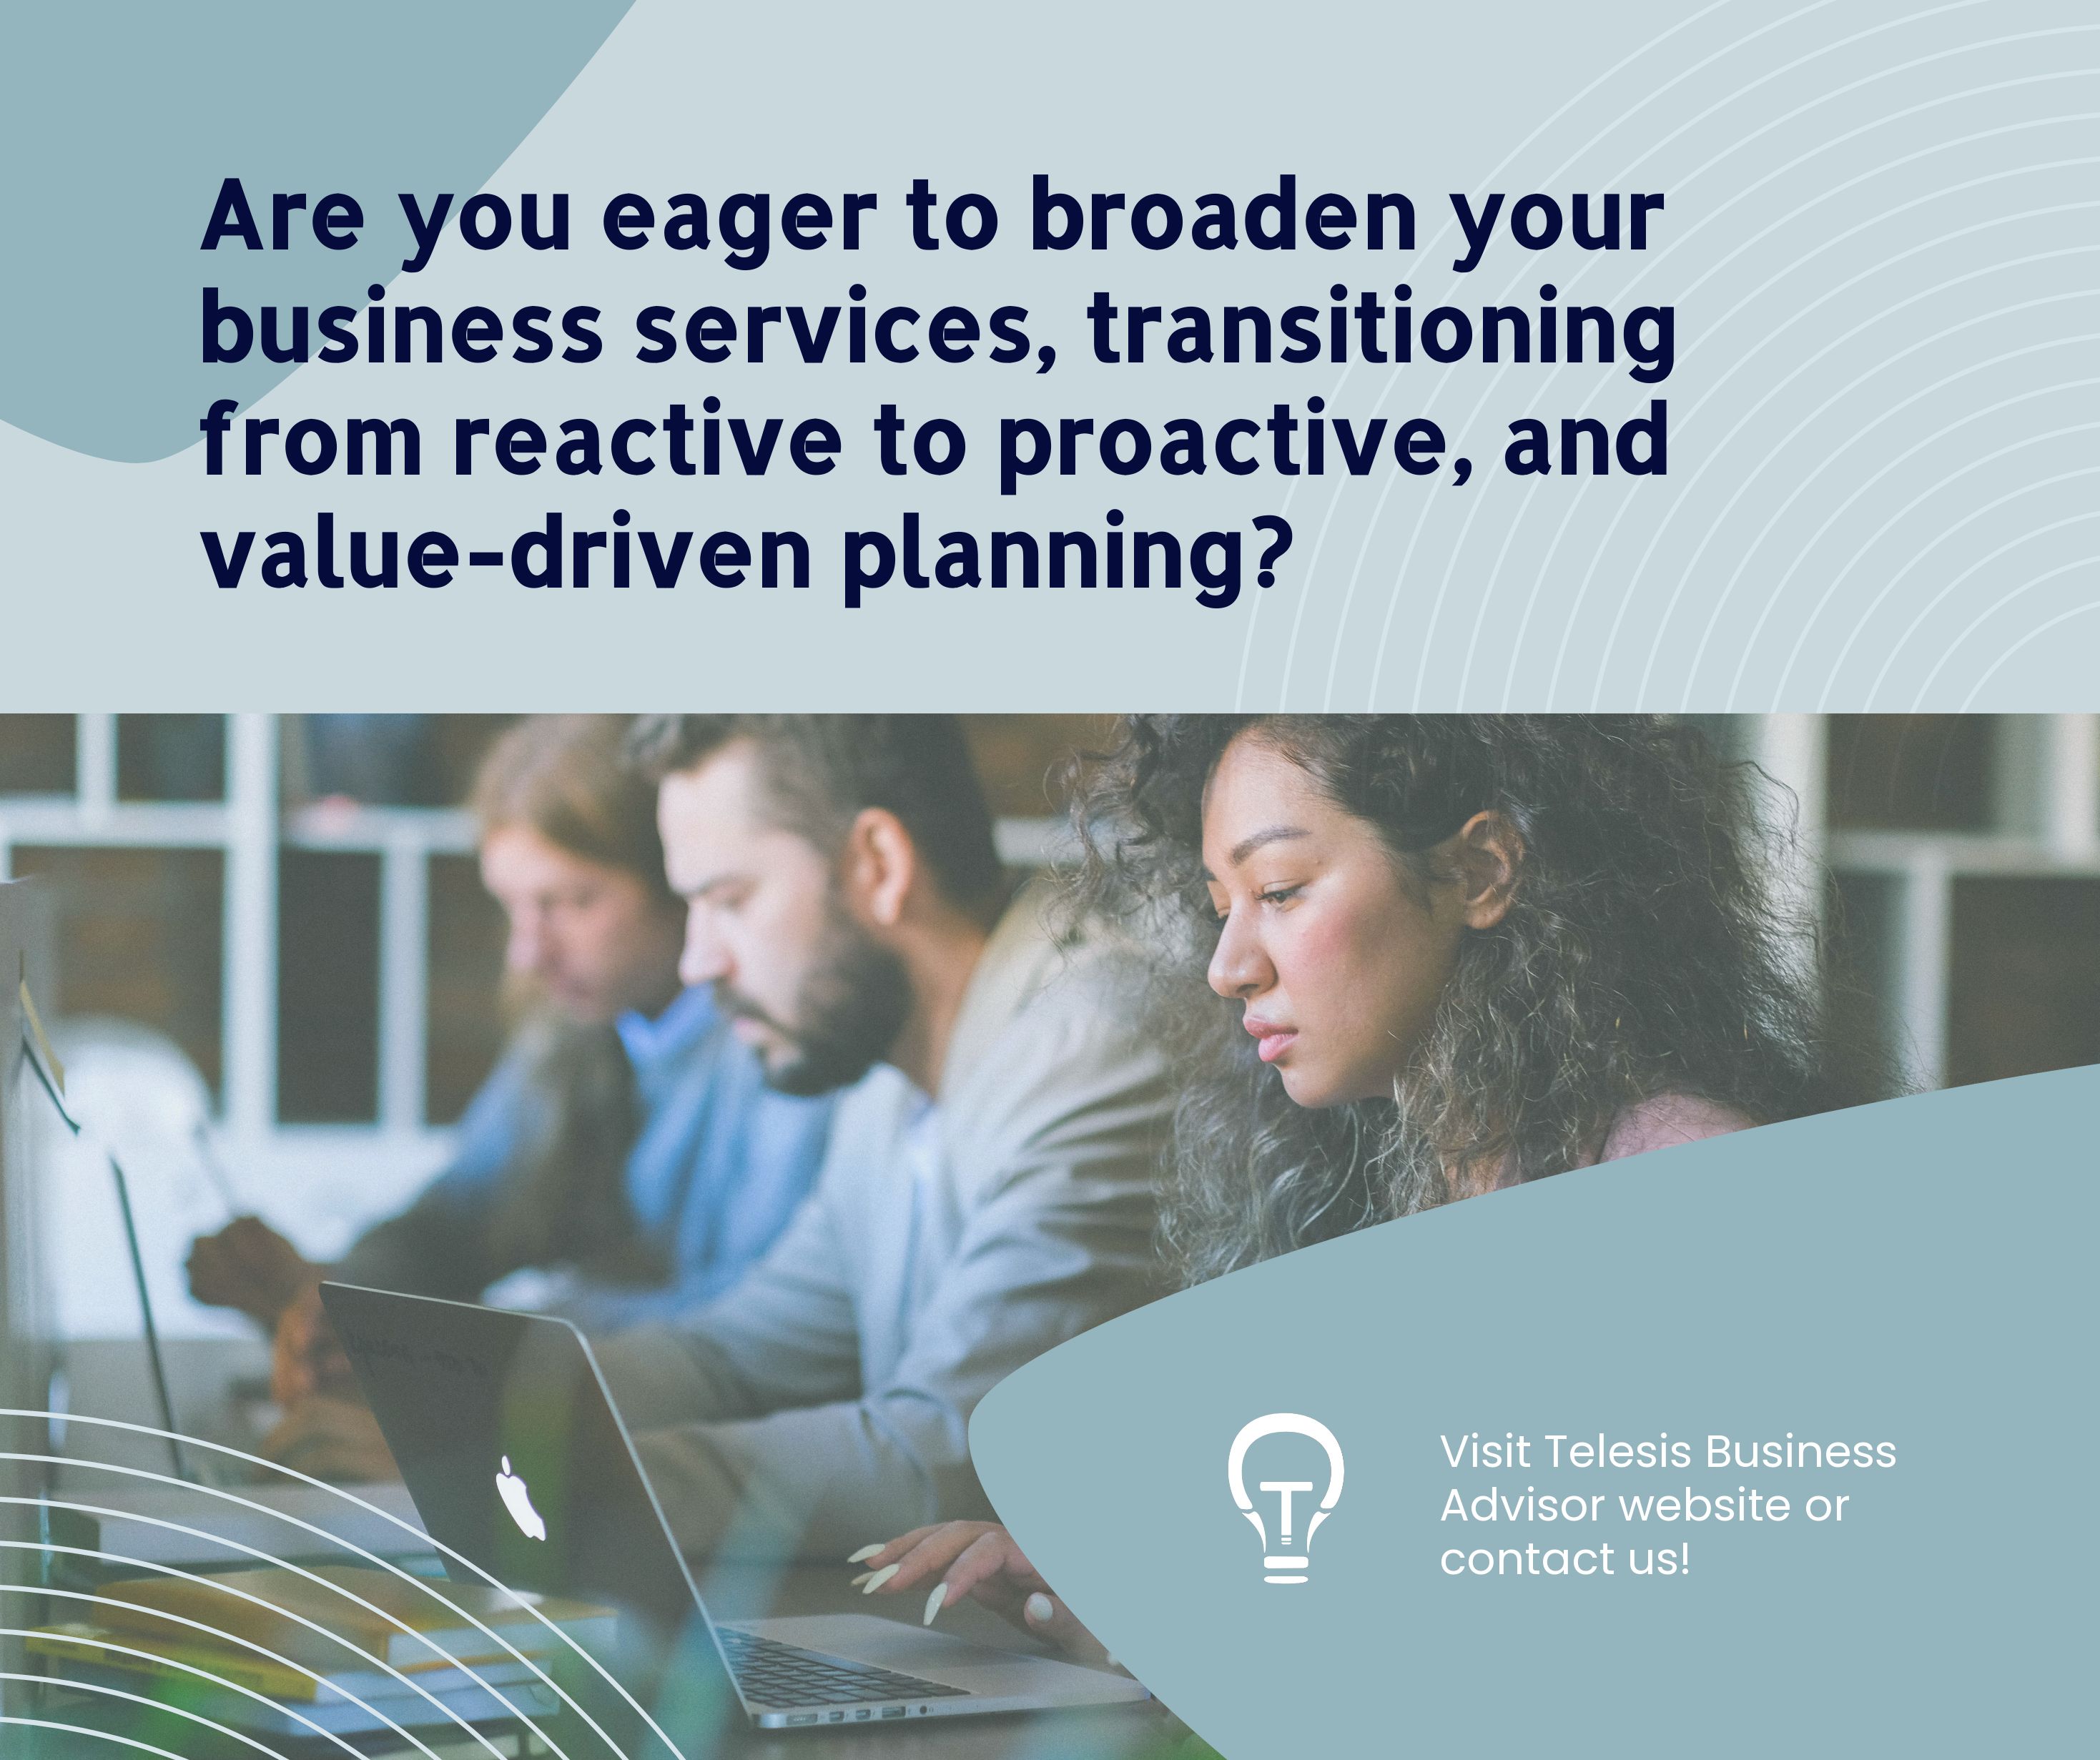 Are you eager to broaden your
business services, transitioning
from reactive to proactive, and
value-driven planning?
T
Visit Telesis Business
Advisor website or
contact us!